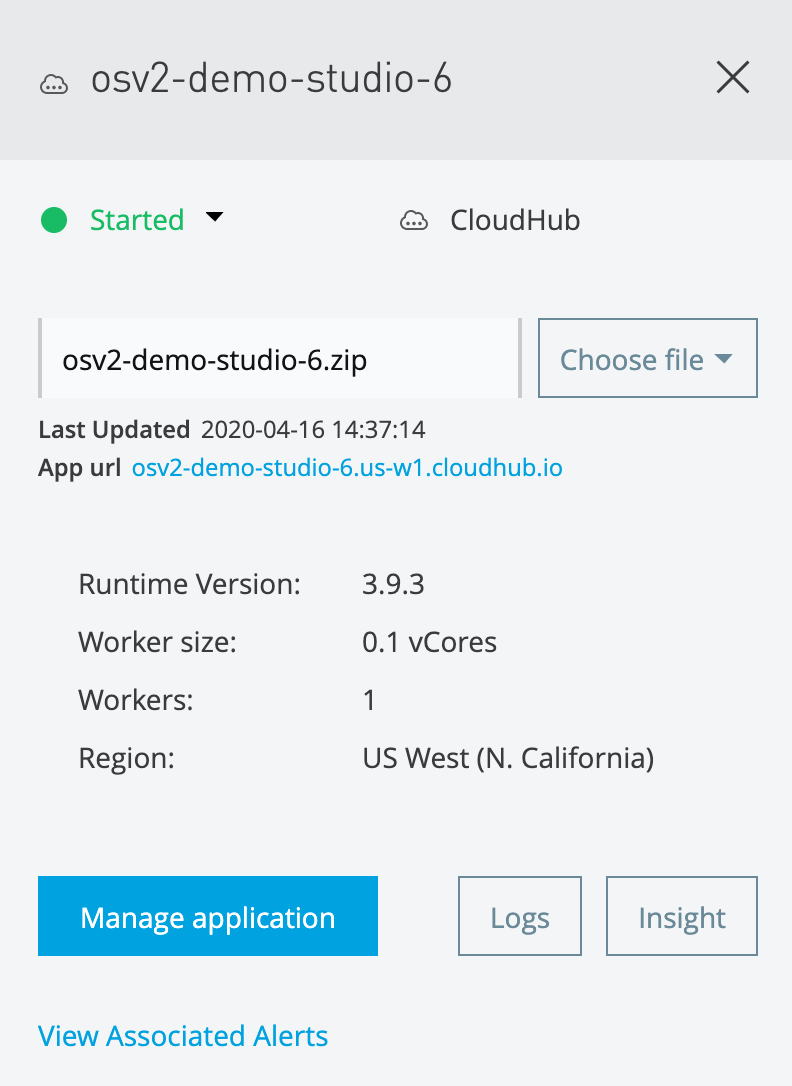 osv2-demo-studio-6
Started
CloudHub
osv2-demo-studio-6.zip
Choose file
Last Updated 2020-04-16 14:37:14
App url osv2-demo-studio-6.us-w1.cloudhub.io
Runtime Version: 3.9.3
Worker size: 0.1 vCores
Workers: 1
Region: US West (N. California)
Manage application
Logs
Insight
View Associated Alerts